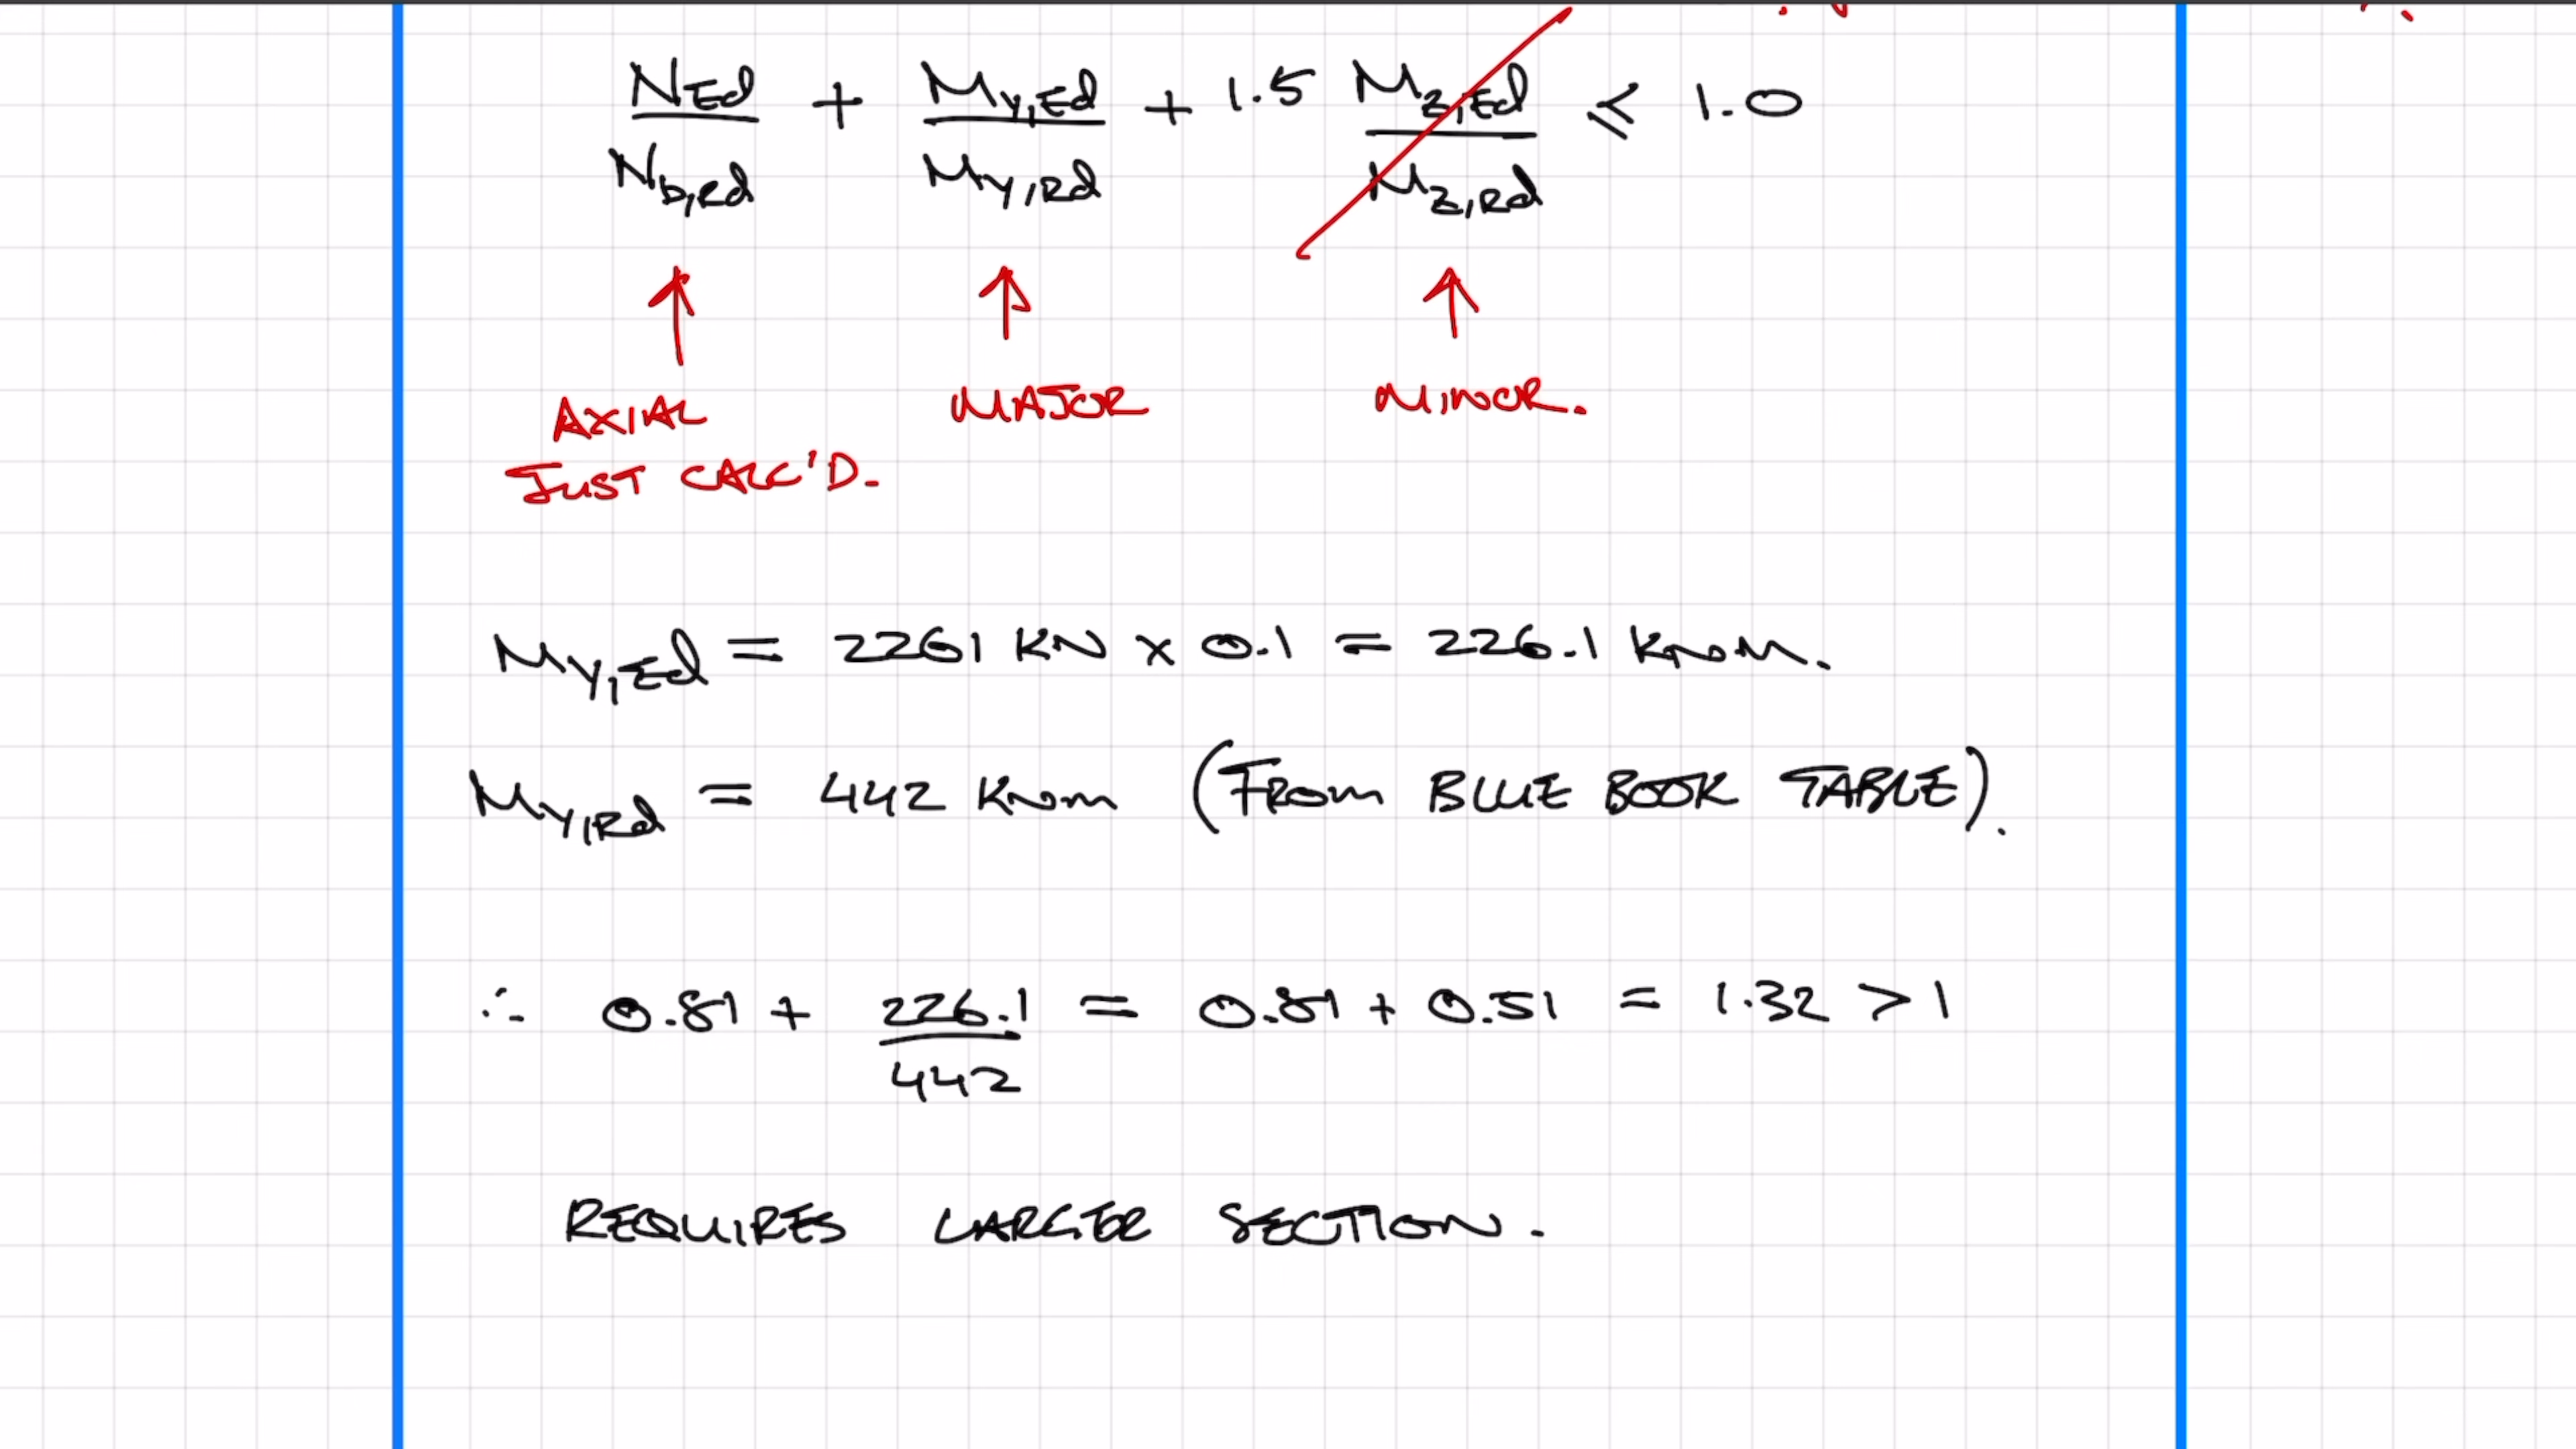 NEd/Nb,Rd + My,Ed/My,Rd + 1.5 Mz,Ed/Mz,Rd ≤ 1.0
AXIAL MAJOR MINOR.
JUST CALC'D.
My,Ed = 2261 KN x 0.1 = 226.1 KNm.
My,Rd = 442 KNm (FROM BLUE BOOK TABLE).
∴ 0.81 + 226.1/442 = 0.81 + 0.51 = 1.32 > 1
REQUIRES LARGER SECTION.